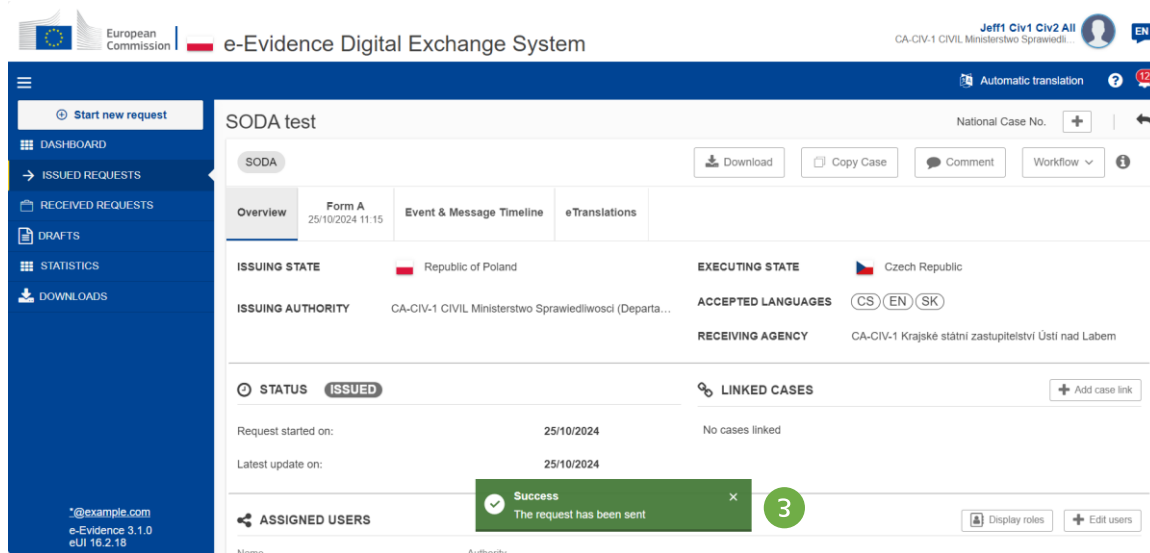 European
Commission
e-Evidence Digital Exchange System
Jeff1 Civ1 Civ2 All
CA-CIV-1 CIVIL Ministerstwo Sprawiedli...
EN
Automatic translation
?
12
Start new request
DASHBOARD
ISSUED REQUESTS
RECEIVED REQUESTS
DRAFTS
STATISTICS
DOWNLOADS
*@example.com
e-Evidence 3.1.0
eUI 16.2.18
SODA test
National Case No.
SODA
Download
Copy Case
Comment
Workflow
Overview
Form A
25/10/2024 11:15
Event & Message Timeline
eTranslations
ISSUING STATE
Republic of Poland
EXECUTING STATE
Czech Republic
ISSUING AUTHORITY
CA-CIV-1 CIVIL Ministerstwo Sprawiedliwosci (Departa...
ACCEPTED LANGUAGES
CS EN SK
RECEIVING AGENCY
CA-CIV-1 Krajské státní zastupitelství Ústí nad Labem
STATUS
ISSUED
LINKED CASES
Add case link
Request started on:
25/10/2024
No cases linked
Latest update on:
25/10/2024
Success
The request has been sent
3
ASSIGNED USERS
Display roles
Edit users
Name
Authority